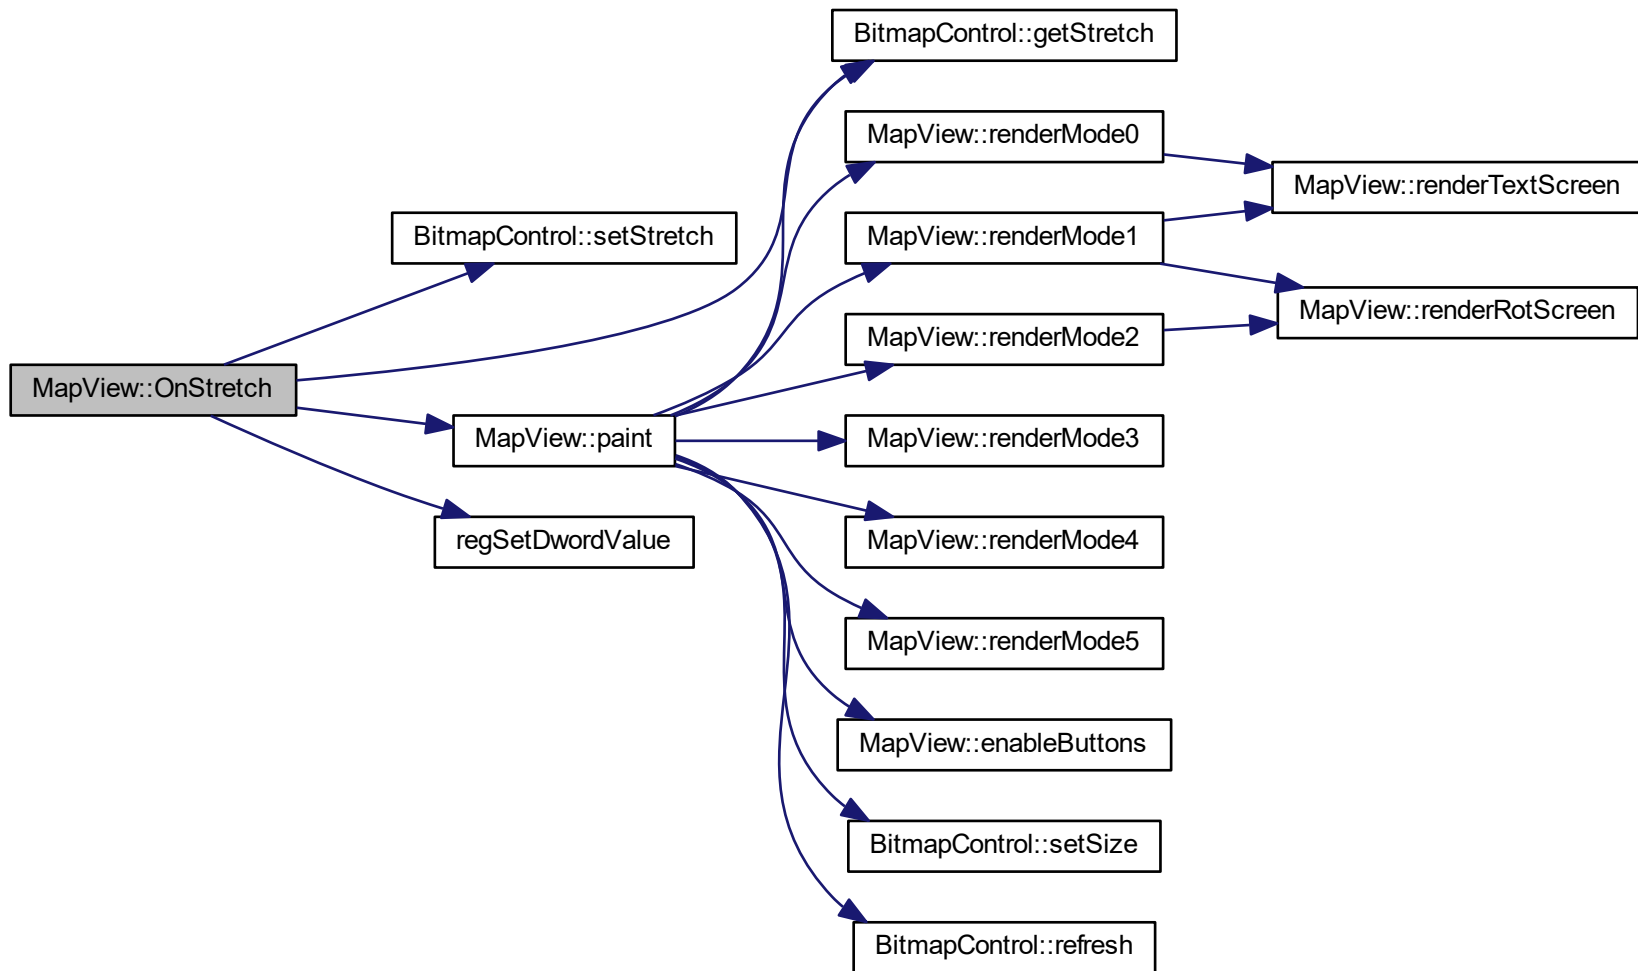 BitmapControl::getStretch
MapView::renderMode0
MapView::renderTextScreen
BitmapControl::setStretch
MapView::renderMode1
MapView::renderRotScreen
MapView::renderMode2
MapView::OnStretch
MapView::paint
MapView::renderMode3
regSetDwordValue
MapView::renderMode4
MapView::renderMode5
MapView::enableButtons
BitmapControl::setSize
BitmapControl::refresh